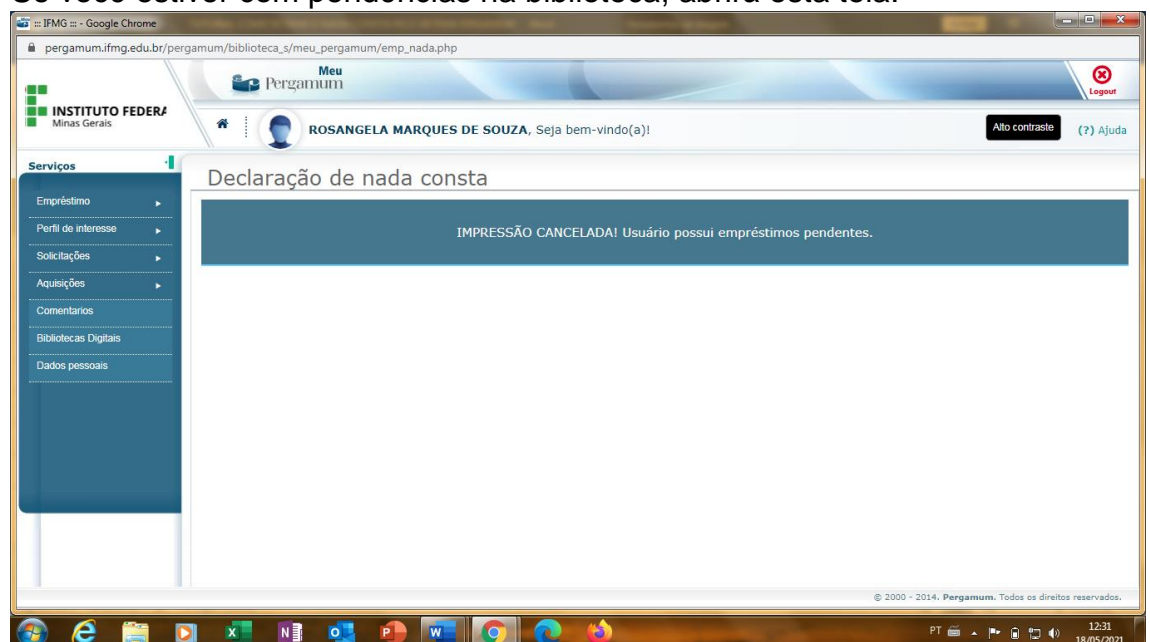 Se você estiver com pendências na biblioteca, abrirá esta tela:
::: IFMG ::: - Google Chrome
pergamum.ifmg.edu.br/pergamum/biblioteca_s/meu_pergamum/emp_nada.php
INSTITUTO FEDERA
Minas Gerais
Meu
Pergamum
Logout
ROSANGELA MARQUES DE SOUZA, Seja bem-vindo(a)!
Alto contraste
(?) Ajuda
Serviços
Empréstimo
Perfil de interesse
Solicitações
Aquisições
Comentarios
Bibliotecas Digitais
Dados pessoais
Declaração de nada consta
IMPRESSÃO CANCELADA! Usuário possui empréstimos pendentes.
© 2000 - 2014. Pergamum. Todos os direitos reservados.
PT
12:31
18/05/2021